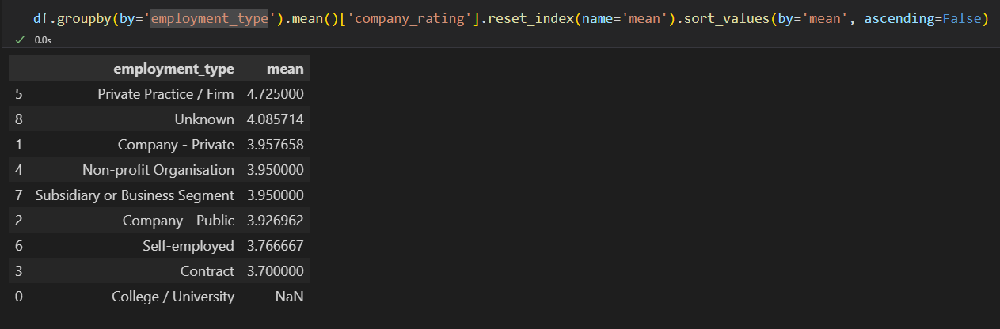 df.groupby(by='employment_type').mean()['company_rating'].reset_index(name='mean').sort_values(by='mean', ascending=False)
0.0s
employment_type mean
5 Private Practice / Firm 4.725000
8 Unknown 4.085714
1 Company - Private 3.957658
4 Non-profit Organisation 3.950000
7 Subsidiary or Business Segment 3.950000
2 Company - Public 3.926962
6 Self-employed 3.766667
3 Contract 3.700000
0 College / University NaN